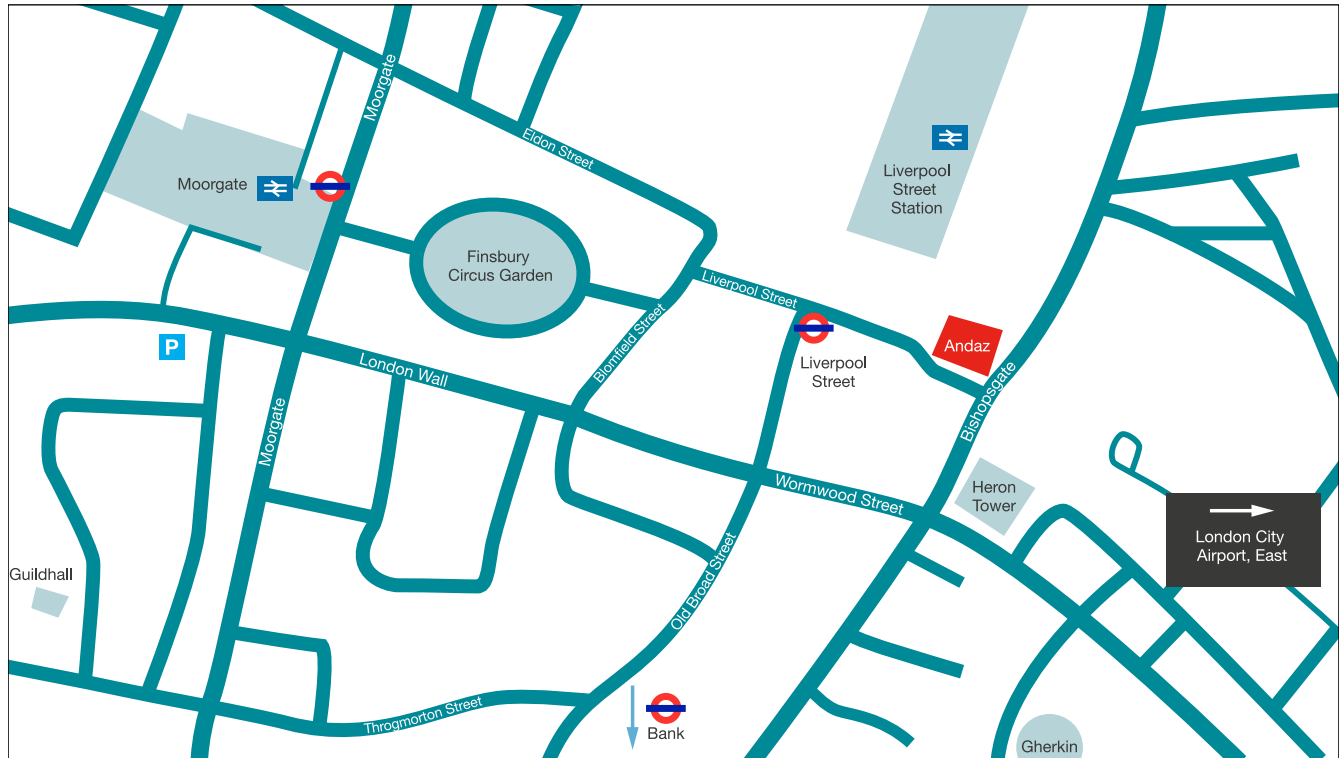 Moorgate
Eldon Street
Moorgate
Liverpool
Street
Station
Finsbury
Circus Garden
Liverpool Street
Blomfield Street
P
London Wall
Liverpool
Street
Andaz
Bishopsgate
Moorgate
Wormwood Street
Heron
Tower
London City
Airport, East
Guildhall
Old Broad Street
Throgmorton Street
Bank
Gherkin